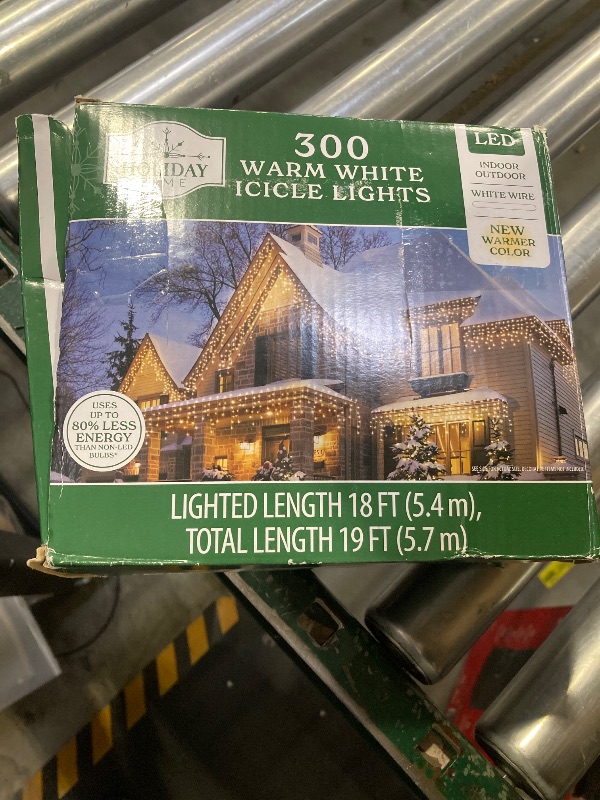 HOLIDAY
300
WARM WHITE
ICICLE LIGHTS
LED
INDOOR
OUTDOOR
WHITE WIRE
NEW
WARMER
COLOR
USES
UP TO
80% LESS
ENERGY
THAN NON-LED
BULBS*
LIGHTED LENGTH 18 FT (5.4 m),
TOTAL LENGTH 19 FT (5.7 m)